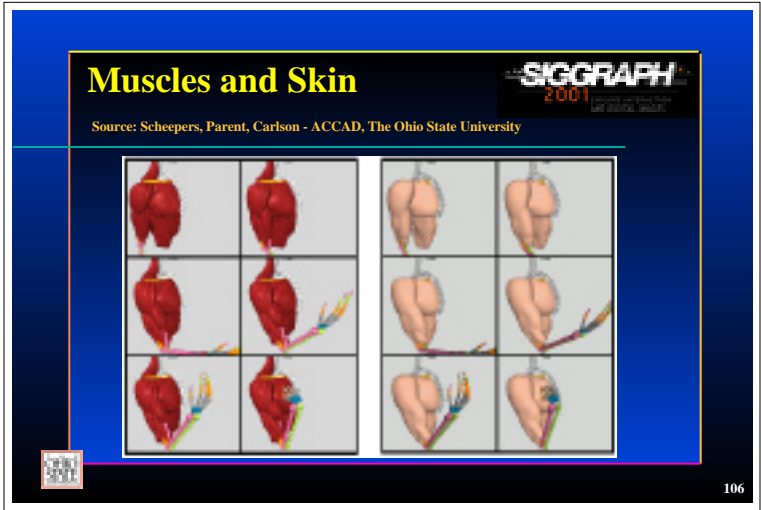 Muscles and Skin
SIGGRAPH
2001
Source: Scheepers, Parent, Carlson - ACCAD, The Ohio State University
106